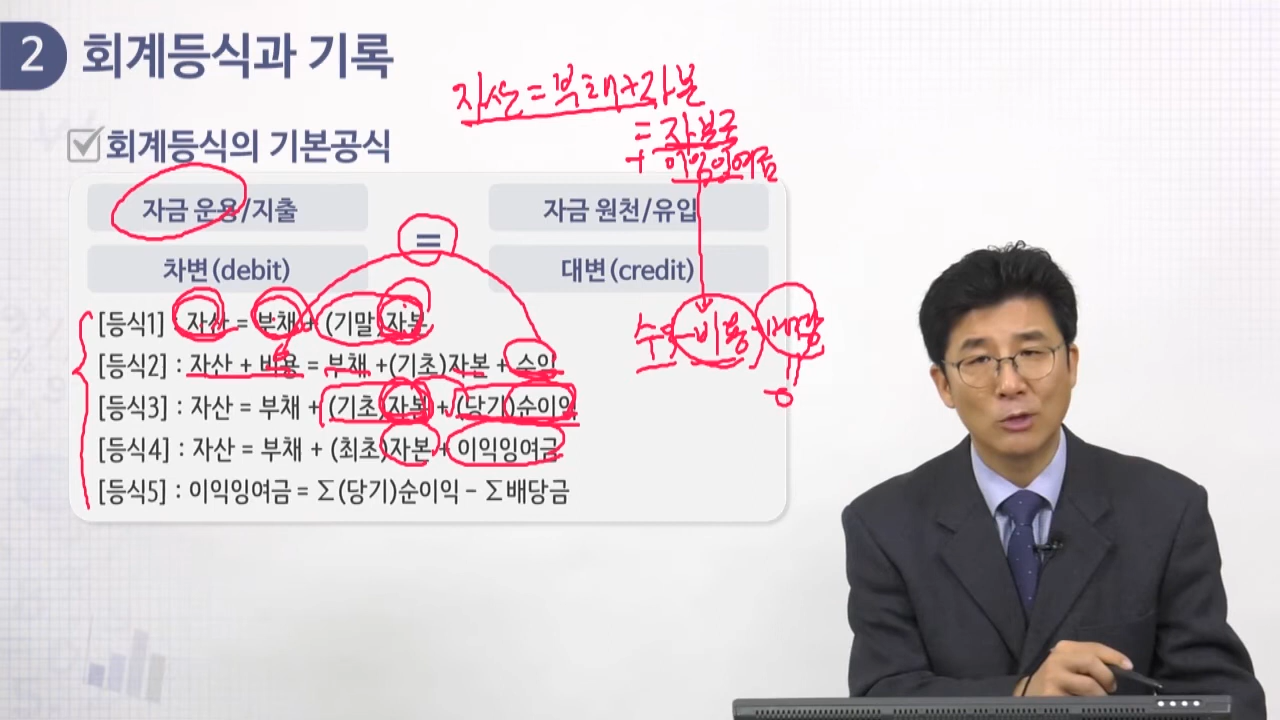 2 회계등식과 기록
자산=부채+자본
= 자본금
+ 이익잉여금
회계등식의 기본공식
자금 운용/지출 = 자금 원천/유입
차변(debit) 대변(credit)
[등식1] : 자산 = 부채 + (기말)자본
수익-비용-배당
[등식2] : 자산 + 비용 = 부채 +(기초)자본 + 수익
[등식3] : 자산 = 부채 + (기초)자본 + (당기)순이익
0
[등식4] : 자산 = 부채 + (최초)자본 + 이익잉여금
[등식5] : 이익잉여금 = ∑(당기)순이익 − ∑배당금